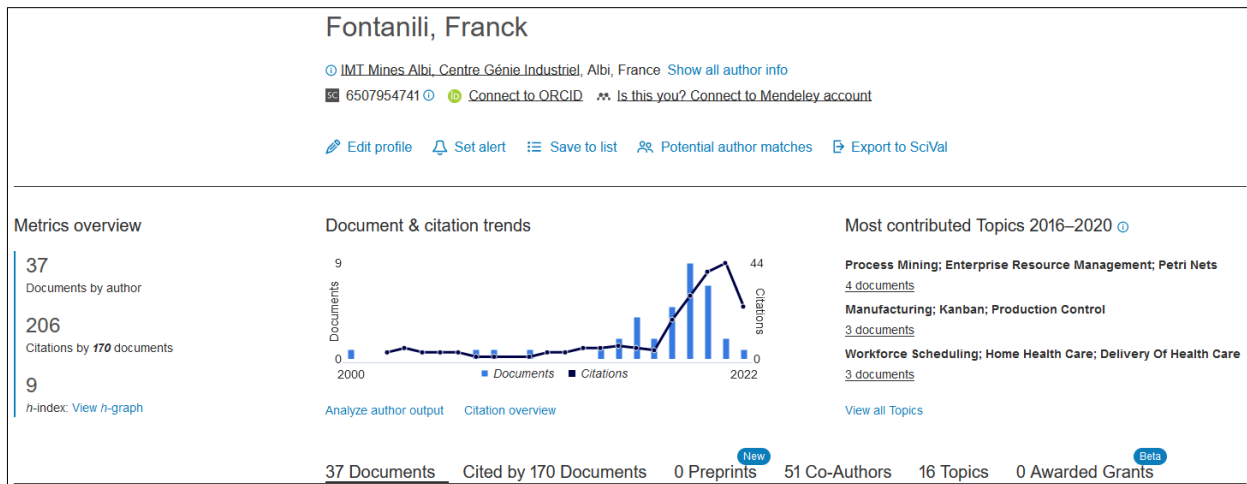 Fontanili, Franck
IMT Mines Albi, Centre Génie Industriel, Albi, France Show all author info
SC 6507954741 iD Connect to ORCID Is this you? Connect to Mendeley account
Edit profile Set alert Save to list Potential author matches Export to SciVal
Metrics overview
37
Documents by author
206
Citations by 170 documents
9
h-index: View h-graph
Document & citation trends
9
44
Documents
Citations
0
0
2000
2022
Documents Citations
Analyze author output Citation overview
Most contributed Topics 2016–2020
Process Mining; Enterprise Resource Management; Petri Nets
4 documents
Manufacturing; Kanban; Production Control
3 documents
Workforce Scheduling; Home Health Care; Delivery Of Health Care
3 documents
View all Topics
New
Beta
37 Documents Cited by 170 Documents 0 Preprints 51 Co-Authors 16 Topics 0 Awarded Grants